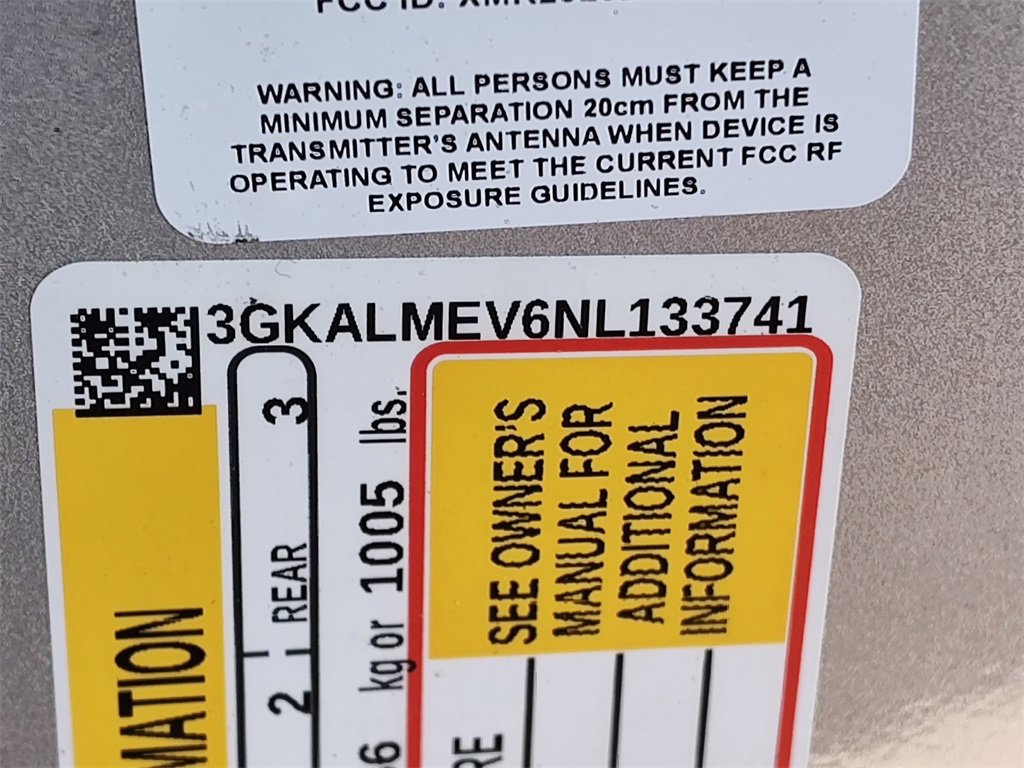 WARNING: ALL PERSONS MUST KEEP A
MINIMUM SEPARATION 20cm FROM THE
TRANSMITTER'S ANTENNA WHEN DEVICE IS
OPERATING TO MEET THE CURRENT FCC RF
EXPOSURE GUIDELINES.
3GKALMEV6NL133741
2 REAR 3
kg or 1005 lbs.
SEE OWNER'S
MANUAL FOR
ADDITIONAL
INFORMATION